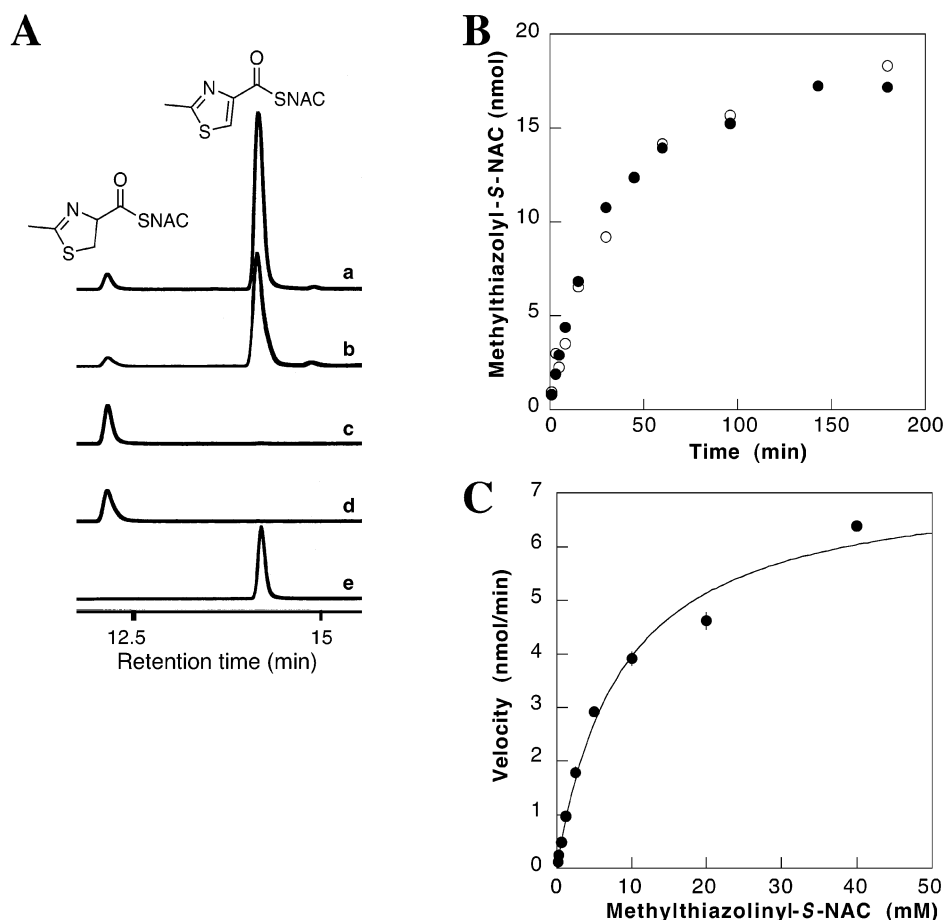 A
N
O
S
SNAC
N
O
S
SNAC
a
b
c
d
e
12.5 15
Retention time (min)
B
Methylthiazolyl-S-NAC (nmol)
20
15
10
5
0
0 50 100 150 200
Time (min)
C
Velocity (nmol/min)
7
6
5
4
3
2
1
0
0 10 20 30 40 50
Methylthiazolinyl-S-NAC (mM)